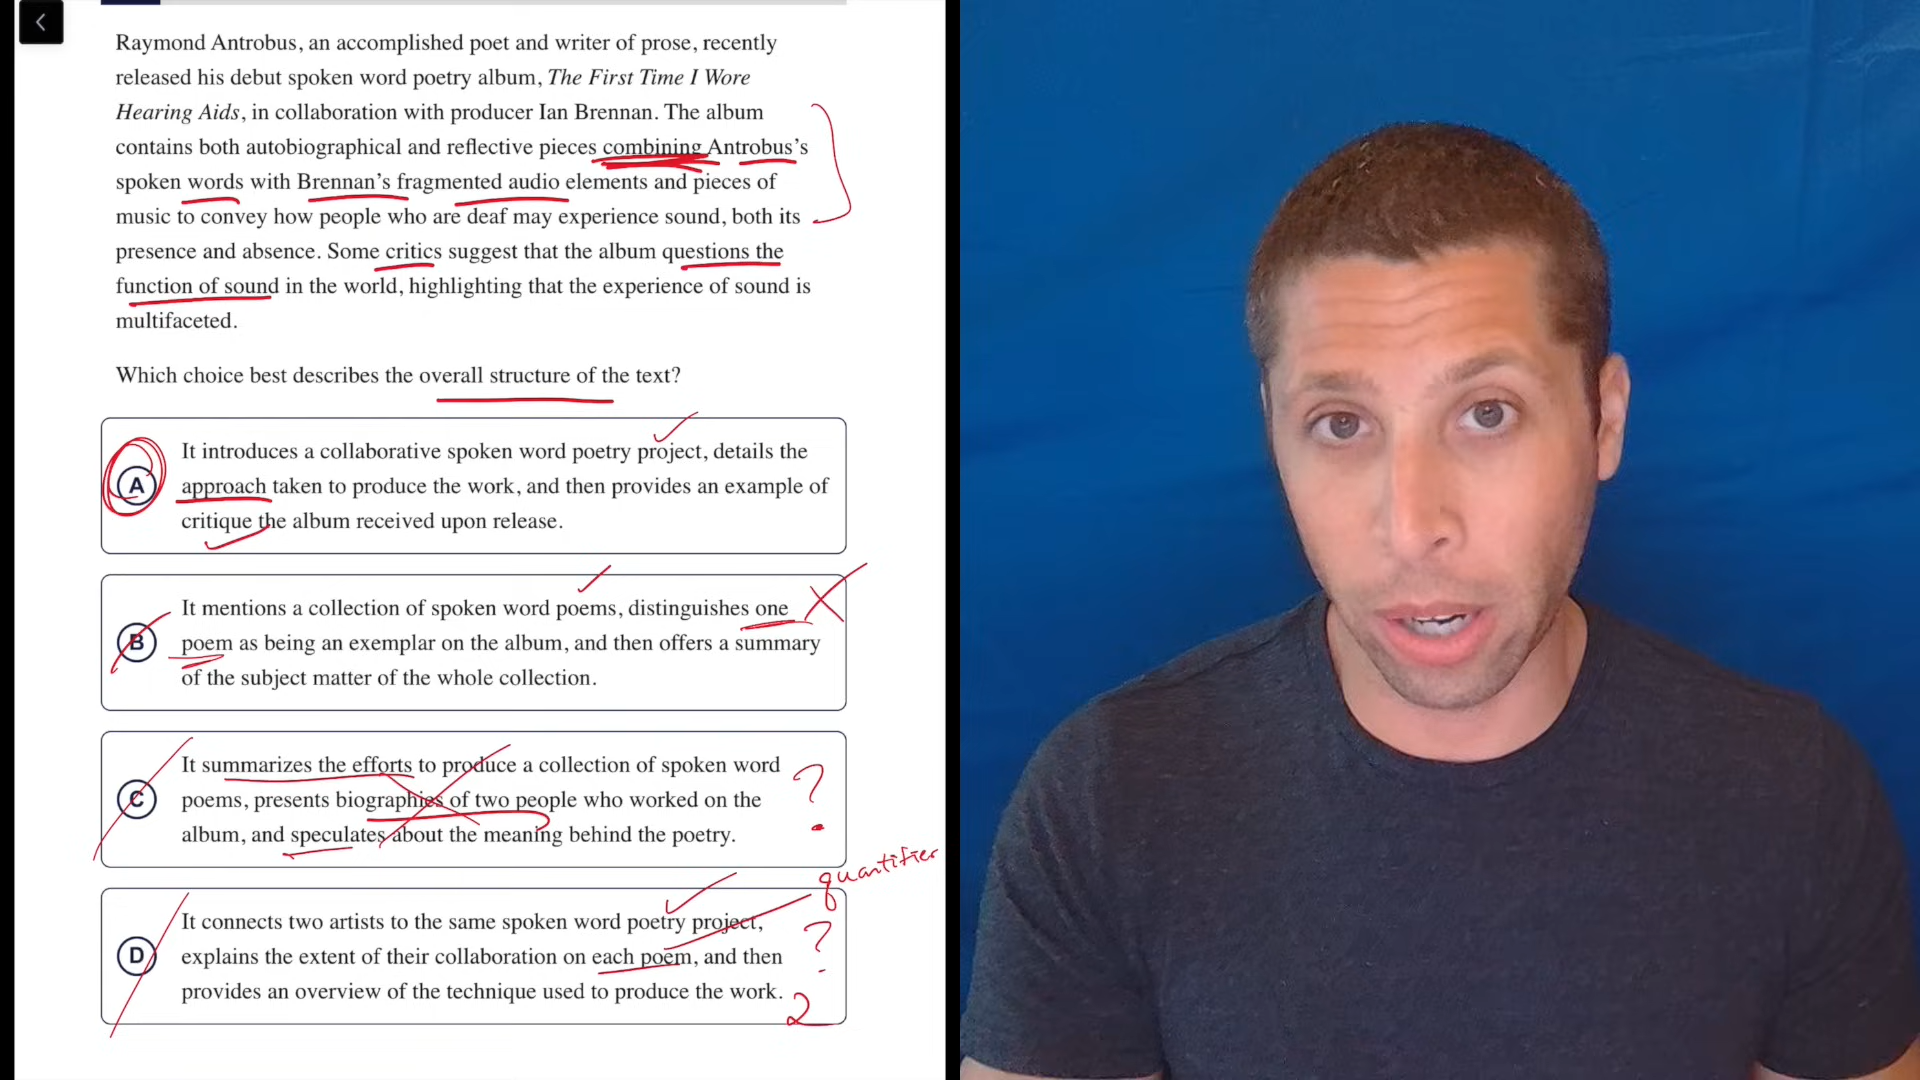 Raymond Antrobus, an accomplished poet and writer of prose, recently
released his debut spoken word poetry album, The First Time I Wore
Hearing Aids, in collaboration with producer Ian Brennan. The album
contains both autobiographical and reflective pieces combining Antrobus's
spoken words with Brennan's fragmented audio elements and pieces of
music to convey how people who are deaf may experience sound, both its
presence and absence. Some critics suggest that the album questions the
function of sound in the world, highlighting that the experience of sound is
multifaceted.
Which choice best describes the overall structure of the text?
It introduces a collaborative spoken word poetry project, details the
A approach taken to produce the work, and then provides an example of
critique the album received upon release.
It mentions a collection of spoken word poems, distinguishes one
B poem as being an exemplar on the album, and then offers a summary
of the subject matter of the whole collection.
It summarizes the efforts to produce a collection of spoken word
C poems, presents biographies of two people who worked on the ?
album, and speculates about the meaning behind the poetry.
quantifier
It connects two artists to the same spoken word poetry project,
D explains the extent of their collaboration on each poem, and then ?
provides an overview of the technique used to produce the work. 2